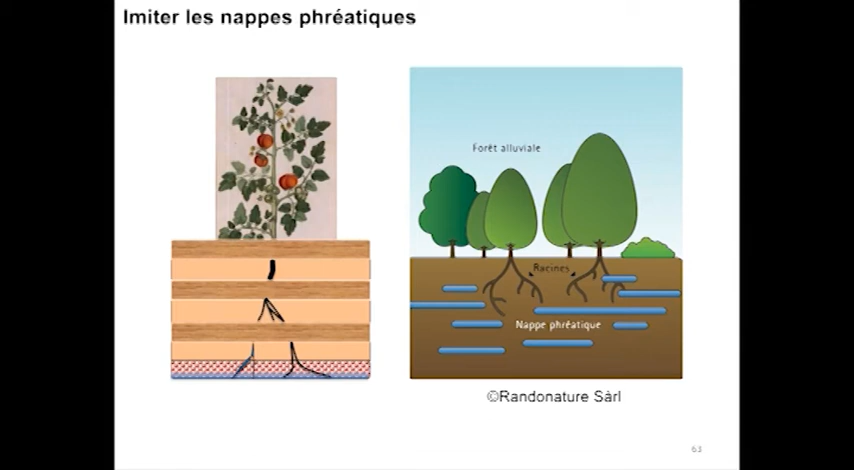 Imiter les nappes phréatiques
Forêt alluviale
Racines
Nappe phréatique
©Randonature Sàrl
63